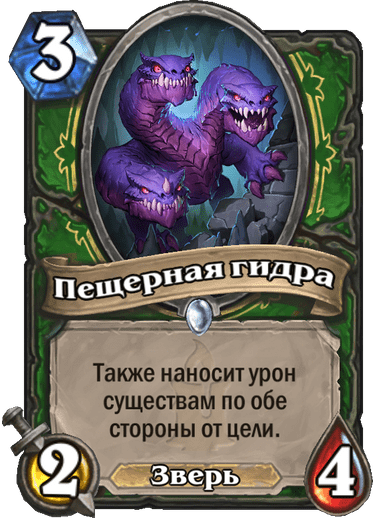 3
Пещерная гидра
Также наносит урон
существам по обе
стороны от цели.
2
Зверь
4